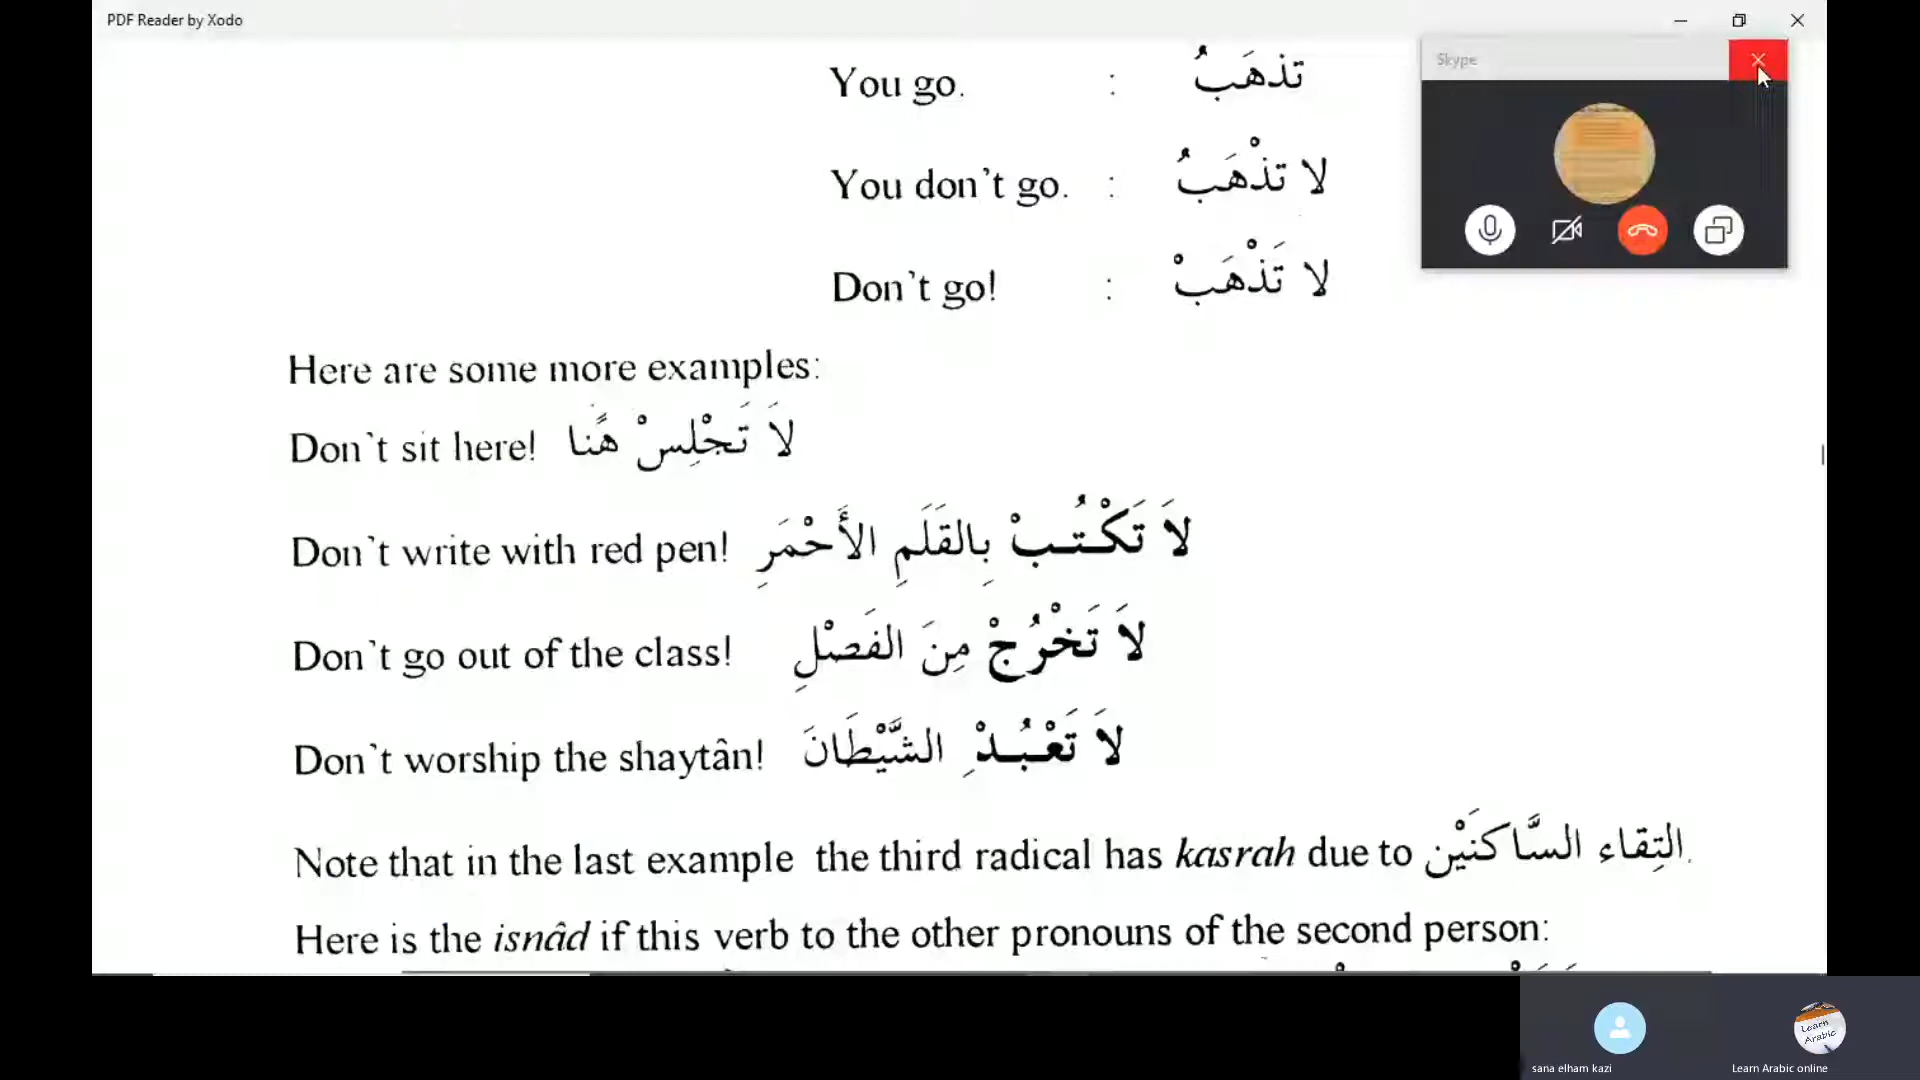 PDF Reader by Xodo
Skype
You go. : تذهَبُ
You don't go. : لا تذْهَبُ
Don't go! : لا تَذْهَبْ
Here are some more examples:
Don't sit here! لاَ تَجْلِسْ هُنا
Don't write with red pen! لاَ تَكْتُبْ بِالقَلَمِ الأَحْمَرِ
Don't go out of the class! لاَ تَخْرُجْ مِنَ الفَصْلِ
Don't worship the shaytân! لاَ تَعْبُدْ ِ الشَّيْطَانَ
Note that in the last example the third radical has kasrah due to التِقاء السَّاكنَيْن.
Here is the isnâd if this verb to the other pronouns of the second person:
Learn Arabic
sana elham kazi
Learn Arabic online